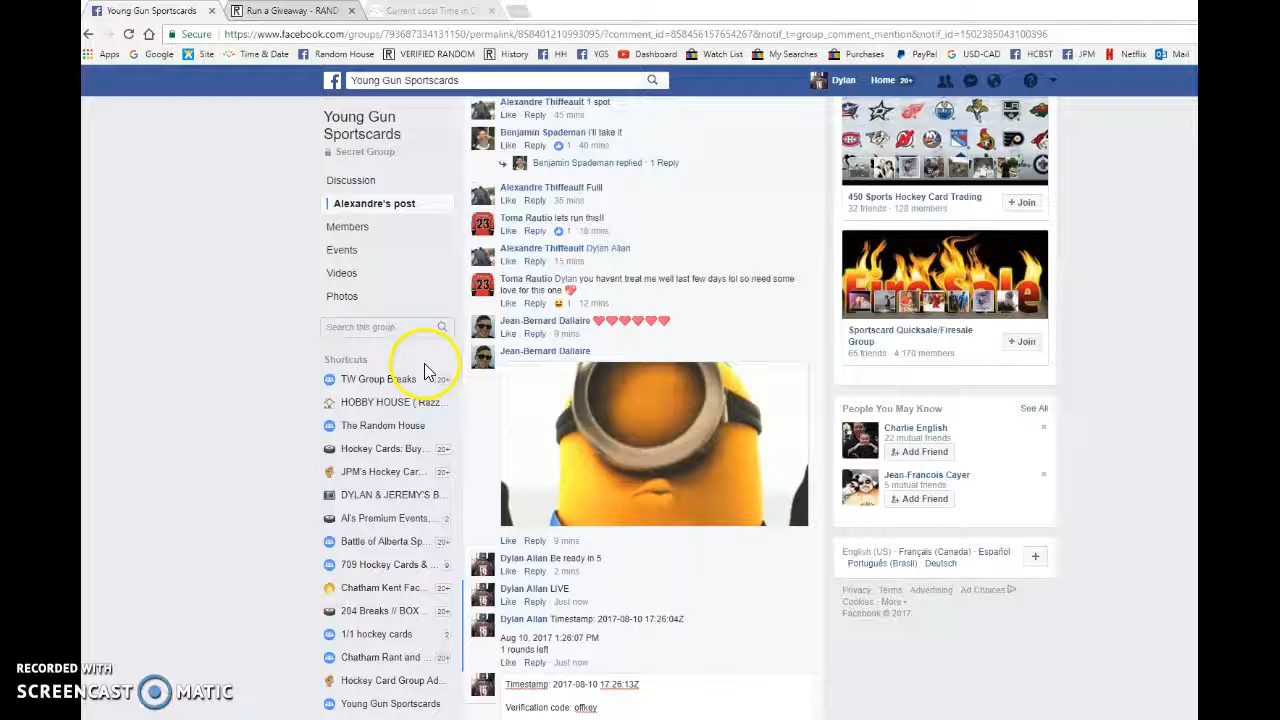 Young Gun Sportscards
Run a Giveaway - RAND
Current Local Time in C
Secure https://www.facebook.com/groups/793687334131150/permalink/858401210993095/?comment_id=858456157654267&notif_t=group_comment_mention&notif_id=1502385043100396
Apps Google Site Time & Date Random House VERIFIED RANDOM History HH YGS Dashboard Watch List My Searches Purchases PayPal USD-CAD HCBST JPM Netflix Mail
Young Gun Sportscards
Dylan Home 20+
Young Gun
Sportscards
Secret Group
Discussion
Alexandre's post
Members
Events
Videos
Photos
Search this group
Shortcuts
TW Group Breaks 20+
HOBBY HOUSE ( Razz...
The Random House
Hockey Cards: Buy... 20+
JPM's Hockey Car... 20+
DYLAN & JEREMY'S B...
Al's Premium Events,... 2
Battle of Alberta Sp... 20+
709 Hockey Cards & ... 9
Chatham Kent Fac... 20+
204 Breaks // BOX ... 20+
1/1 hockey cards 2
Chatham Rant and ... 20+
Hockey Card Group Ad...
Young Gun Sportscards
Alexandre Thiffeault 1 spot
Like Reply 45 mins
Benjamin Spademan I'll take it
Like Reply 1 40 mins
Benjamin Spademan replied · 1 Reply
Alexandre Thiffeault Fulll
Like Reply 35 mins
Toma Rautio lets run this!!
Like Reply 1 18 mins
Alexandre Thiffeault Dylan Allan
Like Reply 15 mins
Toma Rautio Dylan you havent treat me well last few days lol so need some
love for this one
Like Reply 1 12 mins
Jean-Bernard Dallaire
Like Reply 9 mins
Jean-Bernard Dallaire
Like Reply 9 mins
Dylan Allan Be ready in 5
Like Reply 2 mins
Dylan Allan LIVE
Like Reply Just now
Dylan Allan Timestamp: 2017-08-10 17:26:04Z
Aug 10, 2017 1:26:07 PM
1 rounds left
Like Reply Just now
Timestamp: 2017-08-10 17:26:13Z
Verification code: offkey
450 Sports Hockey Card Trading
32 friends · 128 members
+ Join
Fire Sale
Sportscard Quicksale/Firesale
Group
65 friends · 4,170 members
+ Join
People You May Know See All
Charlie English
22 mutual friends
Add Friend
Jean-Francois Cayer
5 mutual friends
Add Friend
English (US) · Français (Canada) · Español
Português (Brasil) · Deutsch
Privacy · Terms · Advertising · Ad Choices
Cookies · More
Facebook © 2017
RECORDED WITH
SCREENCAST MATIC